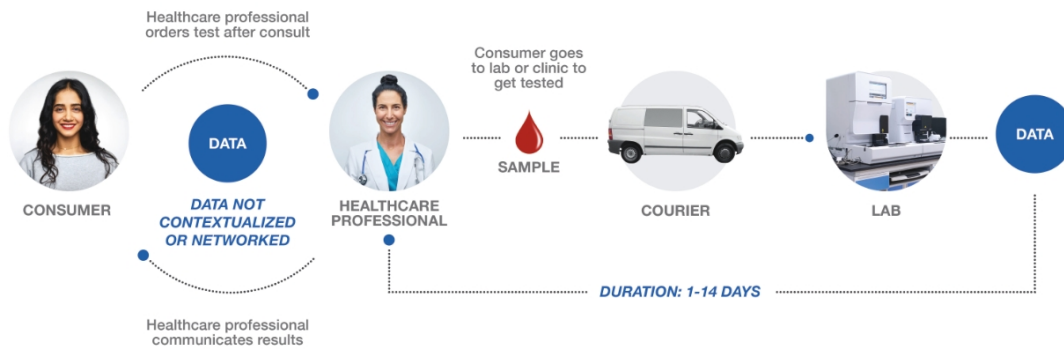 Healthcare professional
orders test after consult
Consumer goes
to lab or clinic to
get tested
DATA
DATA
SAMPLE
CONSUMER
DATA NOT
CONTEXTUALIZED
OR NETWORKED
HEALTHCARE
PROFESSIONAL
COURIER
LAB
DURATION: 1-14 DAYS
Healthcare professional
communicates results